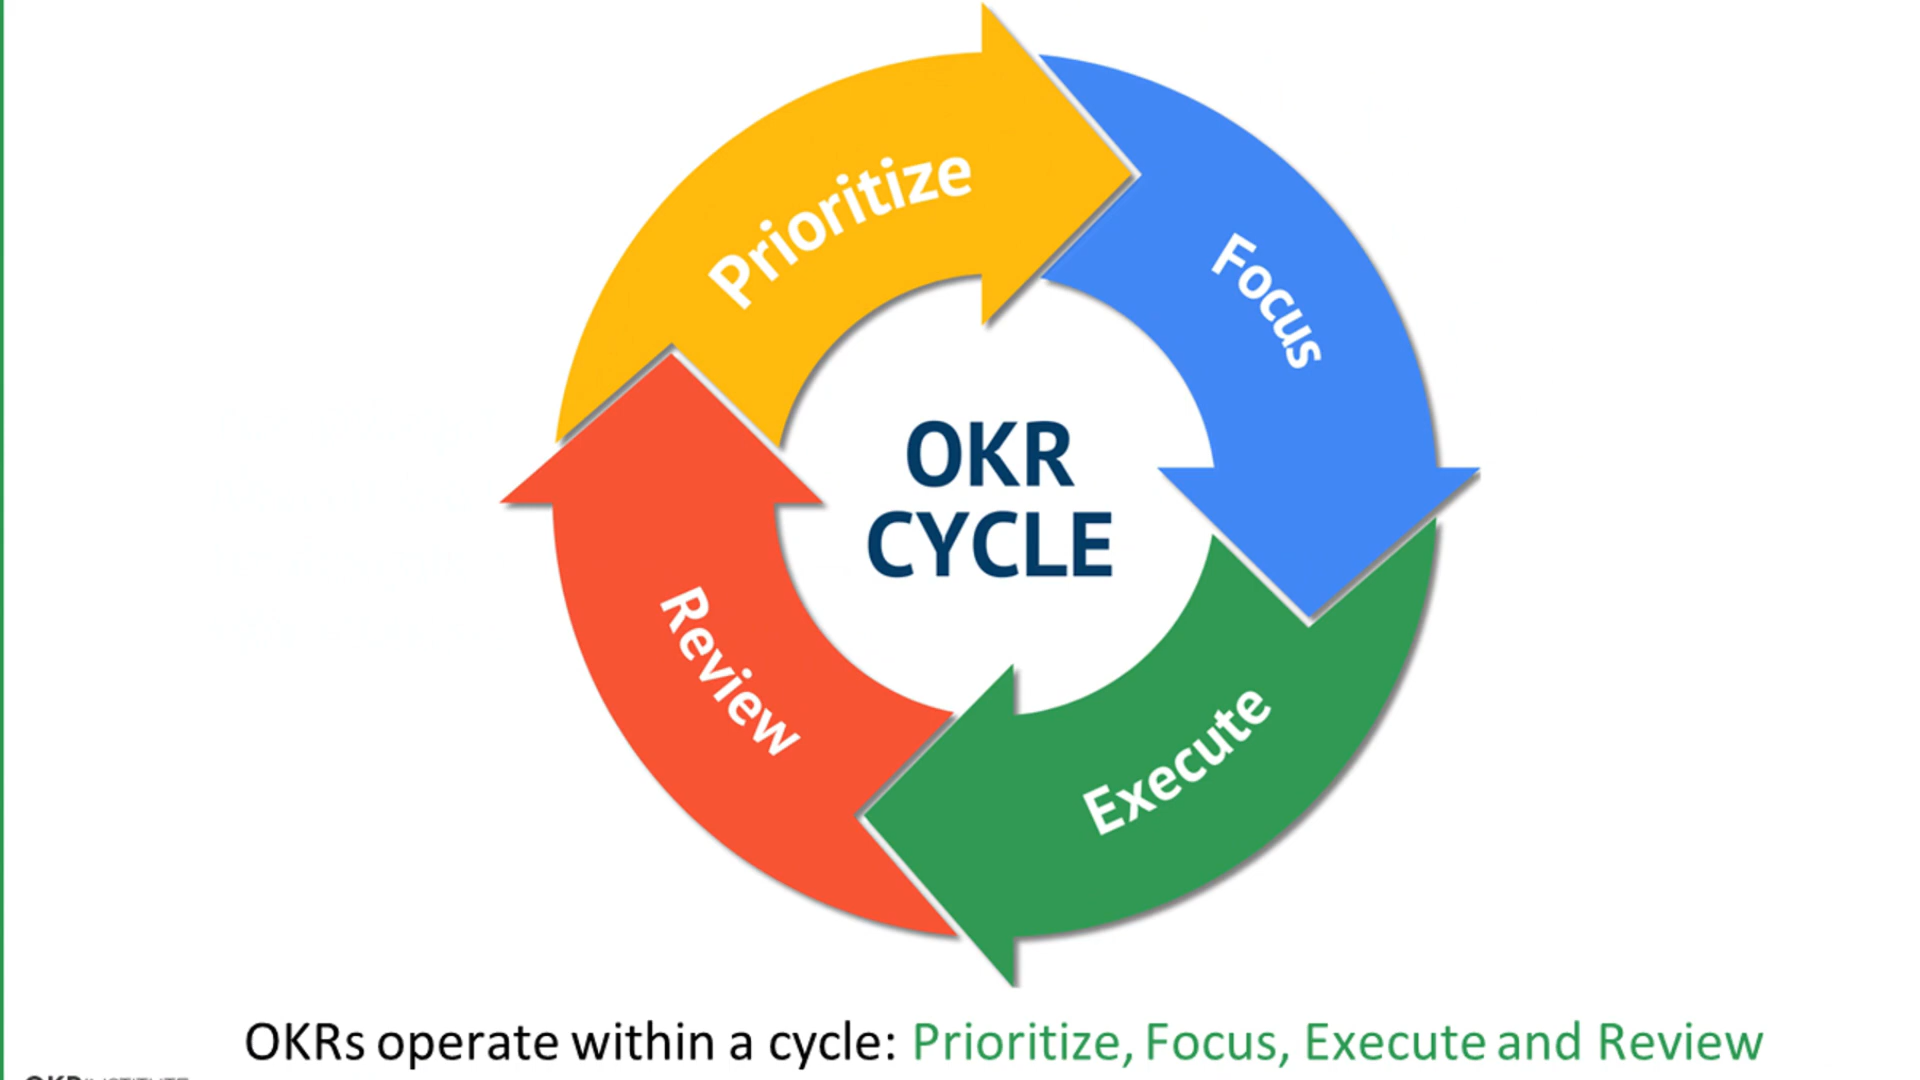 Prioritize
Focus
OKR
CYCLE
Review
Execute
OKRs operate within a cycle: Prioritize, Focus, Execute and Review